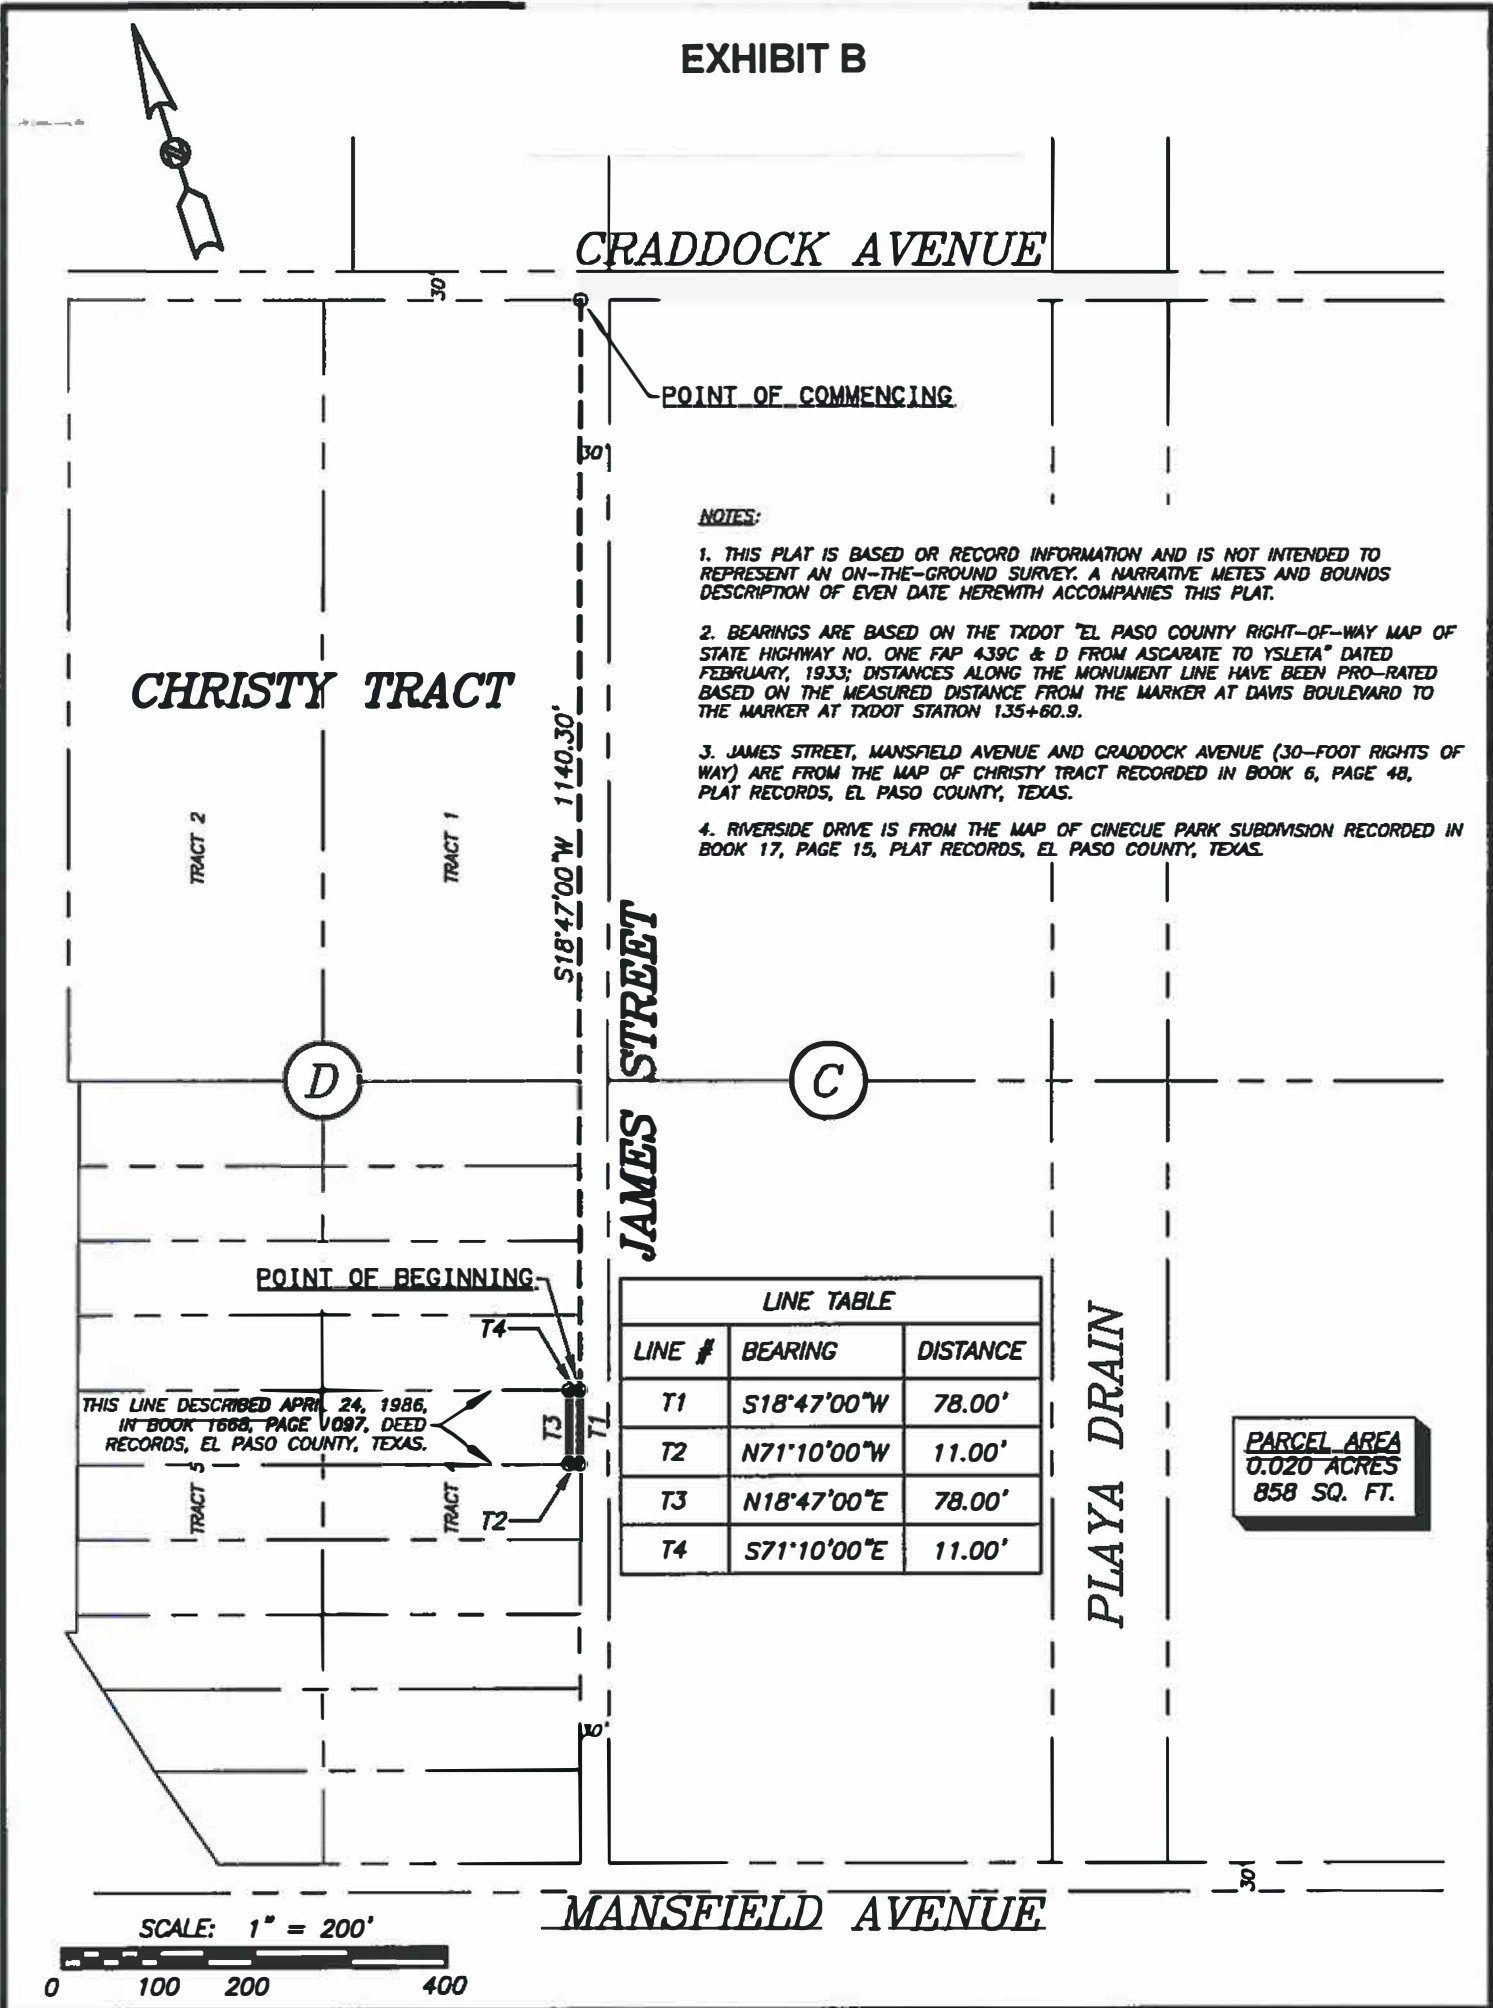 EXHIBIT B
CRADDOCK AVENUE
30'
POINT OF COMMENCING
30'
NOTES:
1. THIS PLAT IS BASED OR RECORD INFORMATION AND IS NOT INTENDED TO
REPRESENT AN ON-THE-GROUND SURVEY. A NARRATIVE METES AND BOUNDS
DESCRIPTION OF EVEN DATE HEREWITH ACCOMPANIES THIS PLAT.
2. BEARINGS ARE BASED ON THE TXDOT "EL PASO COUNTY RIGHT-OF-WAY MAP OF
STATE HIGHWAY NO. ONE FAP 439C & D FROM ASCARATE TO YSLETA" DATED
FEBRUARY, 1933; DISTANCES ALONG THE MONUMENT LINE HAVE BEEN PRO-RATED
BASED ON THE MEASURED DISTANCE FROM THE MARKER AT DAVIS BOULEVARD TO
THE MARKER AT TXDOT STATION 135+60.9.
3. JAMES STREET, MANSFIELD AVENUE AND CRADDOCK AVENUE (30-FOOT RIGHTS OF
WAY) ARE FROM THE MAP OF CHRISTY TRACT RECORDED IN BOOK 6, PAGE 48,
PLAT RECORDS, EL PASO COUNTY, TEXAS.
4. RIVERSIDE DRIVE IS FROM THE MAP OF CINECUE PARK SUBDIVISION RECORDED IN
BOOK 17, PAGE 15, PLAT RECORDS, EL PASO COUNTY, TEXAS.
CHRISTY TRACT
TRACT 2
TRACT 1
S18°47'00"W 1140.30'
JAMES STREET
D
C
POINT OF BEGINNING
T4
THIS LINE DESCRIBED APRIL 24, 1986,
IN BOOK 1668, PAGE 1097, DEED
RECORDS, EL PASO COUNTY, TEXAS.
T3
T1
T2
TRACT 5
TRACT
LINE TABLE
LINE # BEARING DISTANCE
T1 S18°47'00"W 78.00'
T2 N71°10'00"W 11.00'
T3 N18°47'00"E 78.00'
T4 S71°10'00"E 11.00'
PLAYA DRAIN
PARCEL AREA
0.020 ACRES
858 SQ. FT.
30'
30'
MANSFIELD AVENUE
SCALE: 1" = 200'
0 100 200 400